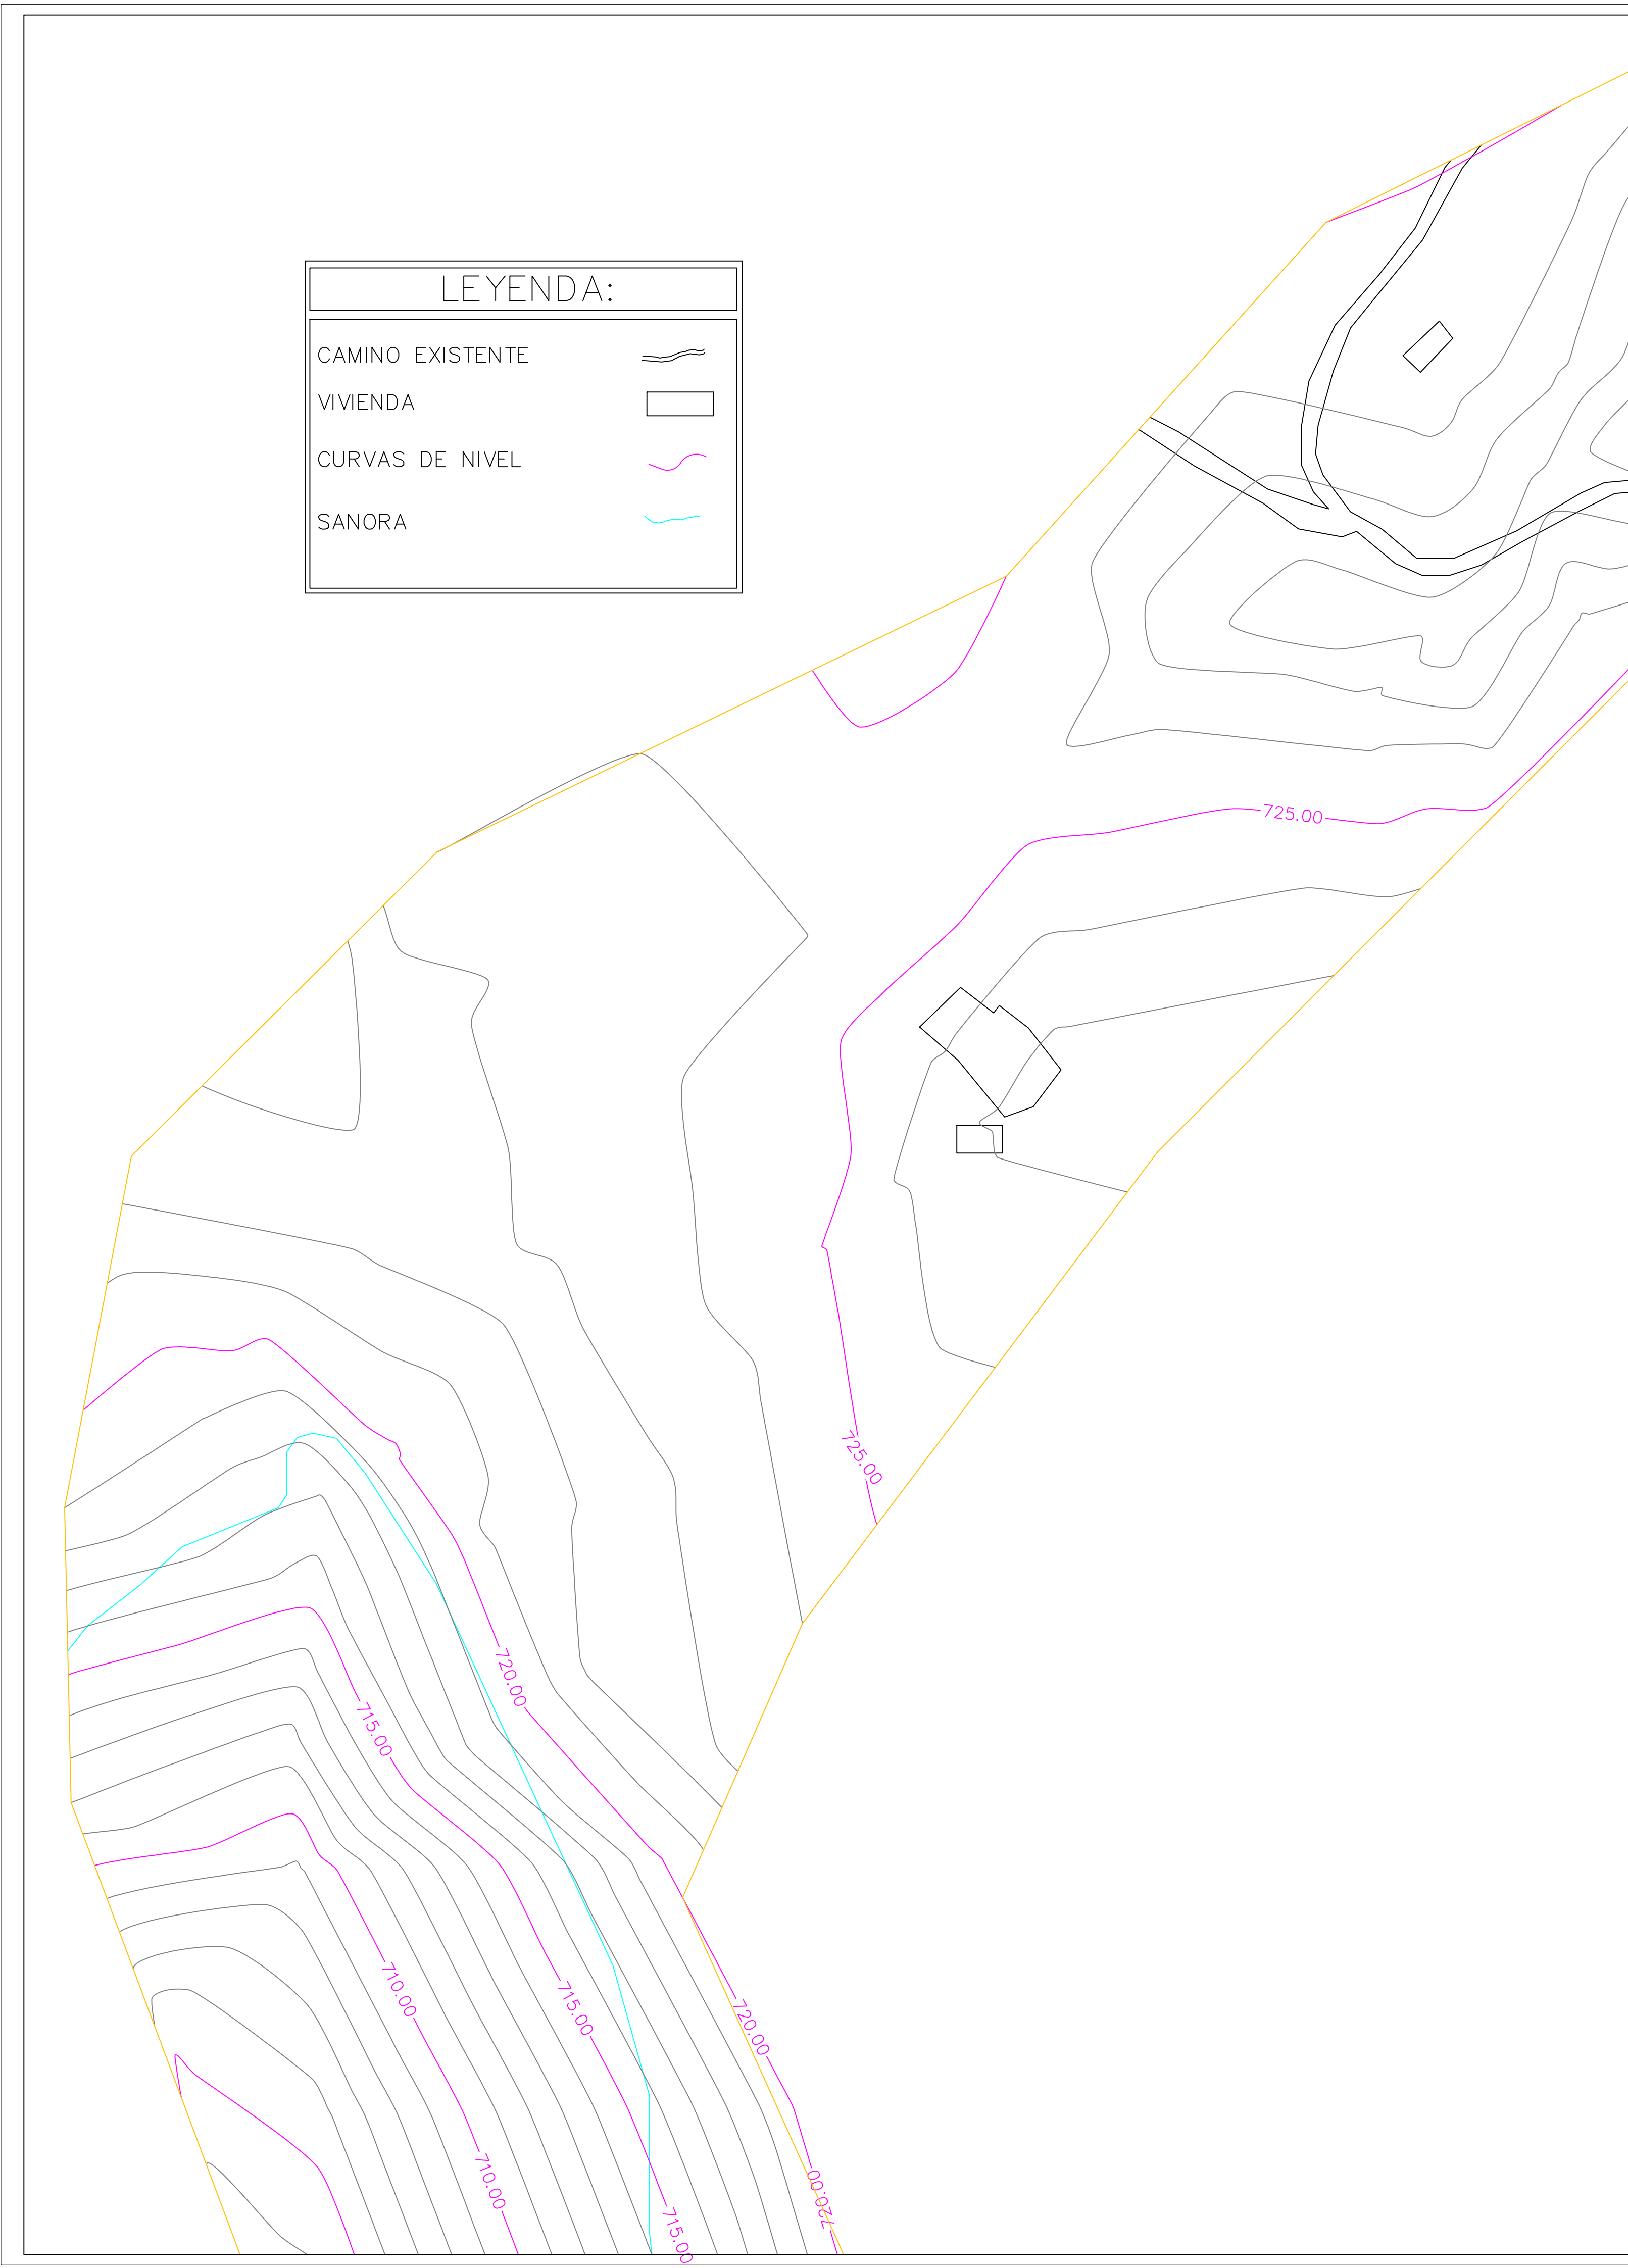 LEYENDA:
CAMINO EXISTENTE
VIVIENDA
CURVAS DE NIVEL
SANORA
725.00
725.00
720.00
715.00
710.00
715.00
720.00
710.00
720.00
715.00